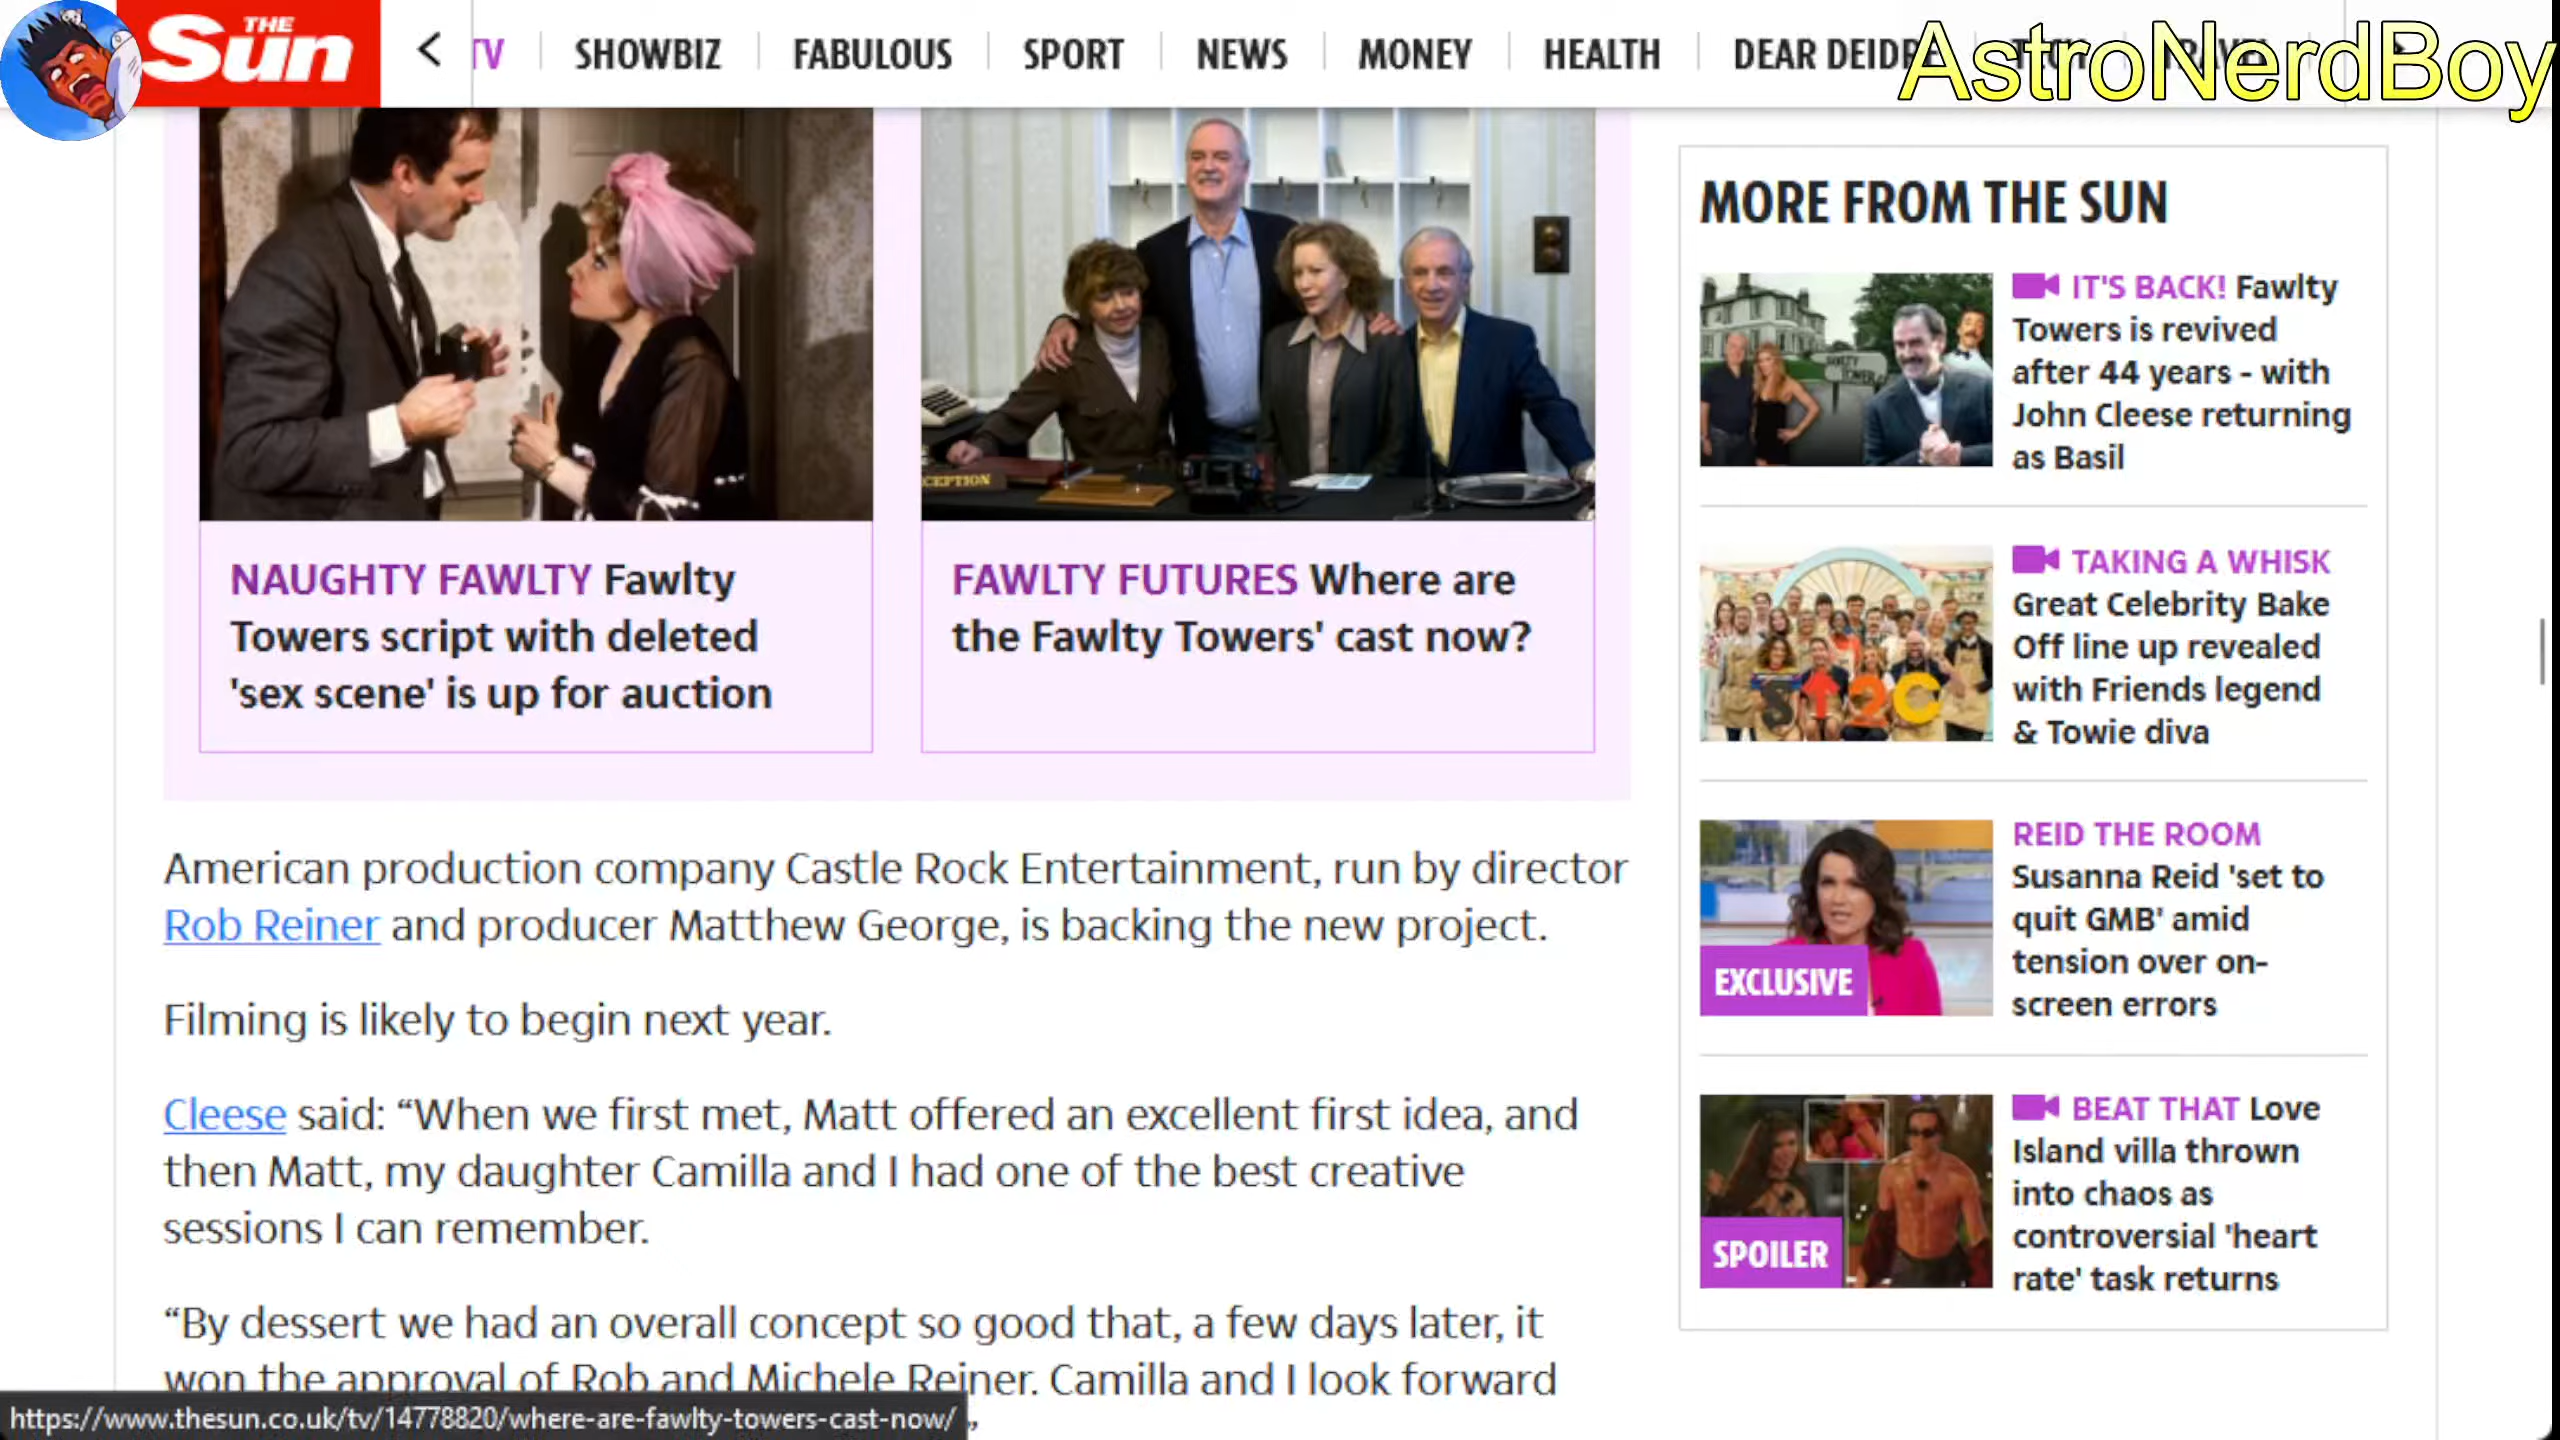 THE
Sun
TV
SHOWBIZ
FABULOUS
SPORT
NEWS
MONEY
HEALTH
DEAR DEIDR
AstroNerdBoy
NAUGHTY FAWLTY Fawlty
Towers script with deleted
'sex scene' is up for auction
FAWLTY FUTURES Where are
the Fawlty Towers' cast now?
American production company Castle Rock Entertainment, run by director
Rob Reiner and producer Matthew George, is backing the new project.
Filming is likely to begin next year.
Cleese said: “When we first met, Matt offered an excellent first idea, and
then Matt, my daughter Camilla and I had one of the best creative
sessions I can remember.
“By dessert we had an overall concept so good that, a few days later, it
won the approval of Rob and Michele Reiner. Camilla and I look forward
https://www.thesun.co.uk/tv/14778820/where-are-fawlty-towers-cast-now/
MORE FROM THE SUN
IT'S BACK! Fawlty
Towers is revived
after 44 years - with
John Cleese returning
as Basil
TAKING A WHISK
Great Celebrity Bake
Off line up revealed
with Friends legend
& Towie diva
REID THE ROOM
Susanna Reid 'set to
quit GMB' amid
tension over on-
screen errors
EXCLUSIVE
BEAT THAT Love
Island villa thrown
into chaos as
controversial 'heart
rate' task returns
SPOILER